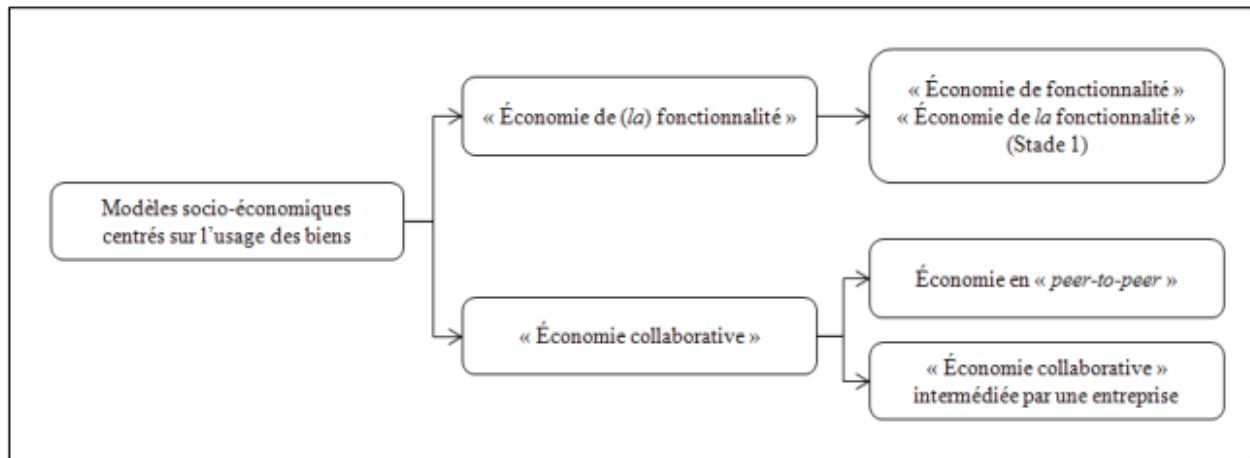 Modèles socio-économiques
centrés sur l'usage des biens
« Économie de (la) fonctionnalité »
« Économie de fonctionnalité »
« Économie de la fonctionnalité »
(Stade 1)
« Économie collaborative »
Économie en « peer-to-peer »
« Économie collaborative »
intermédiée par une entreprise